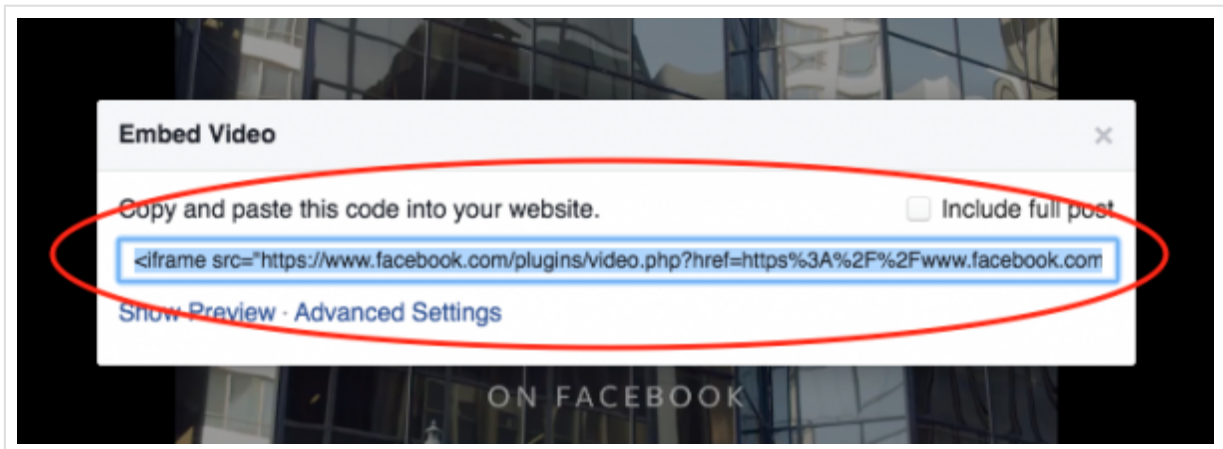 Embed Video
×
Copy and paste this code into your website. Include full post
<iframe src="https://www.facebook.com/plugins/video.php?href=https%3A%2F%2Fwww.facebook.com
Show Preview · Advanced Settings
ON FACEBOOK